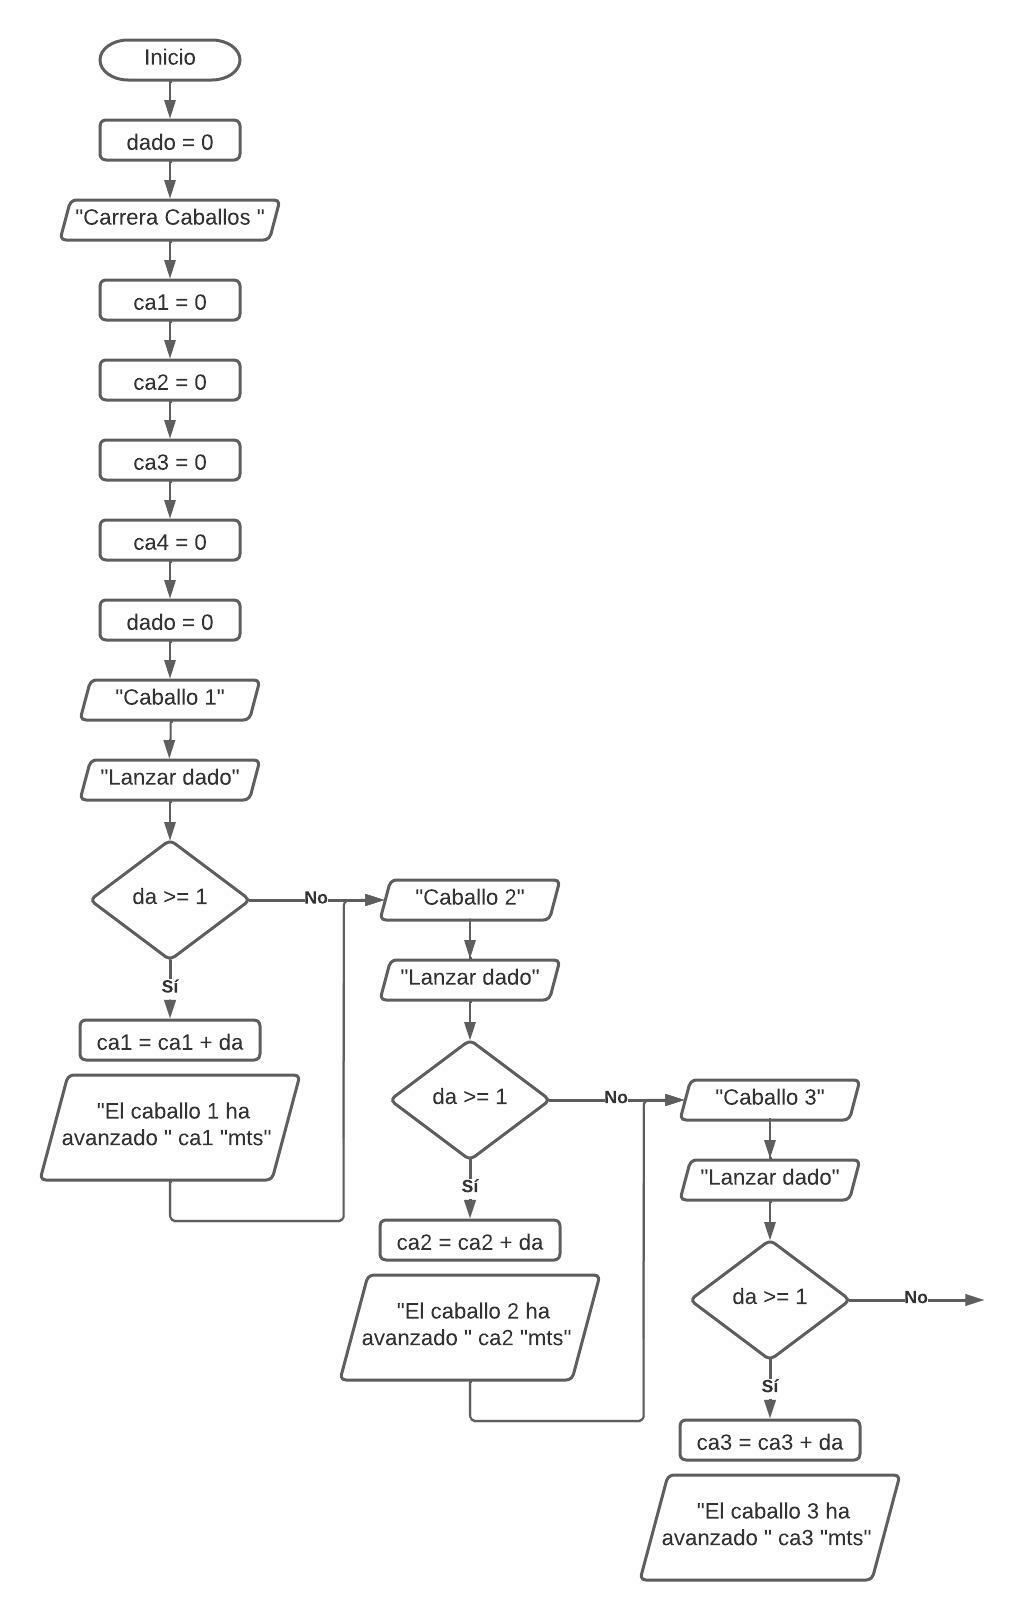 Inicio
dado = 0
"Carrera Caballos "
ca1 = 0
ca2 = 0
ca3 = 0
ca4 = 0
dado = 0
"Caballo 1"
"Lanzar dado"
da >= 1
No
Sí
ca1 = ca1 + da
"El caballo 1 ha
avanzado " ca1 "mts"
"Caballo 2"
"Lanzar dado"
da >= 1
No
Sí
ca2 = ca2 + da
"El caballo 2 ha
avanzado " ca2 "mts"
"Caballo 3"
"Lanzar dado"
da >= 1
No
Sí
ca3 = ca3 + da
"El caballo 3 ha
avanzado " ca3 "mts"